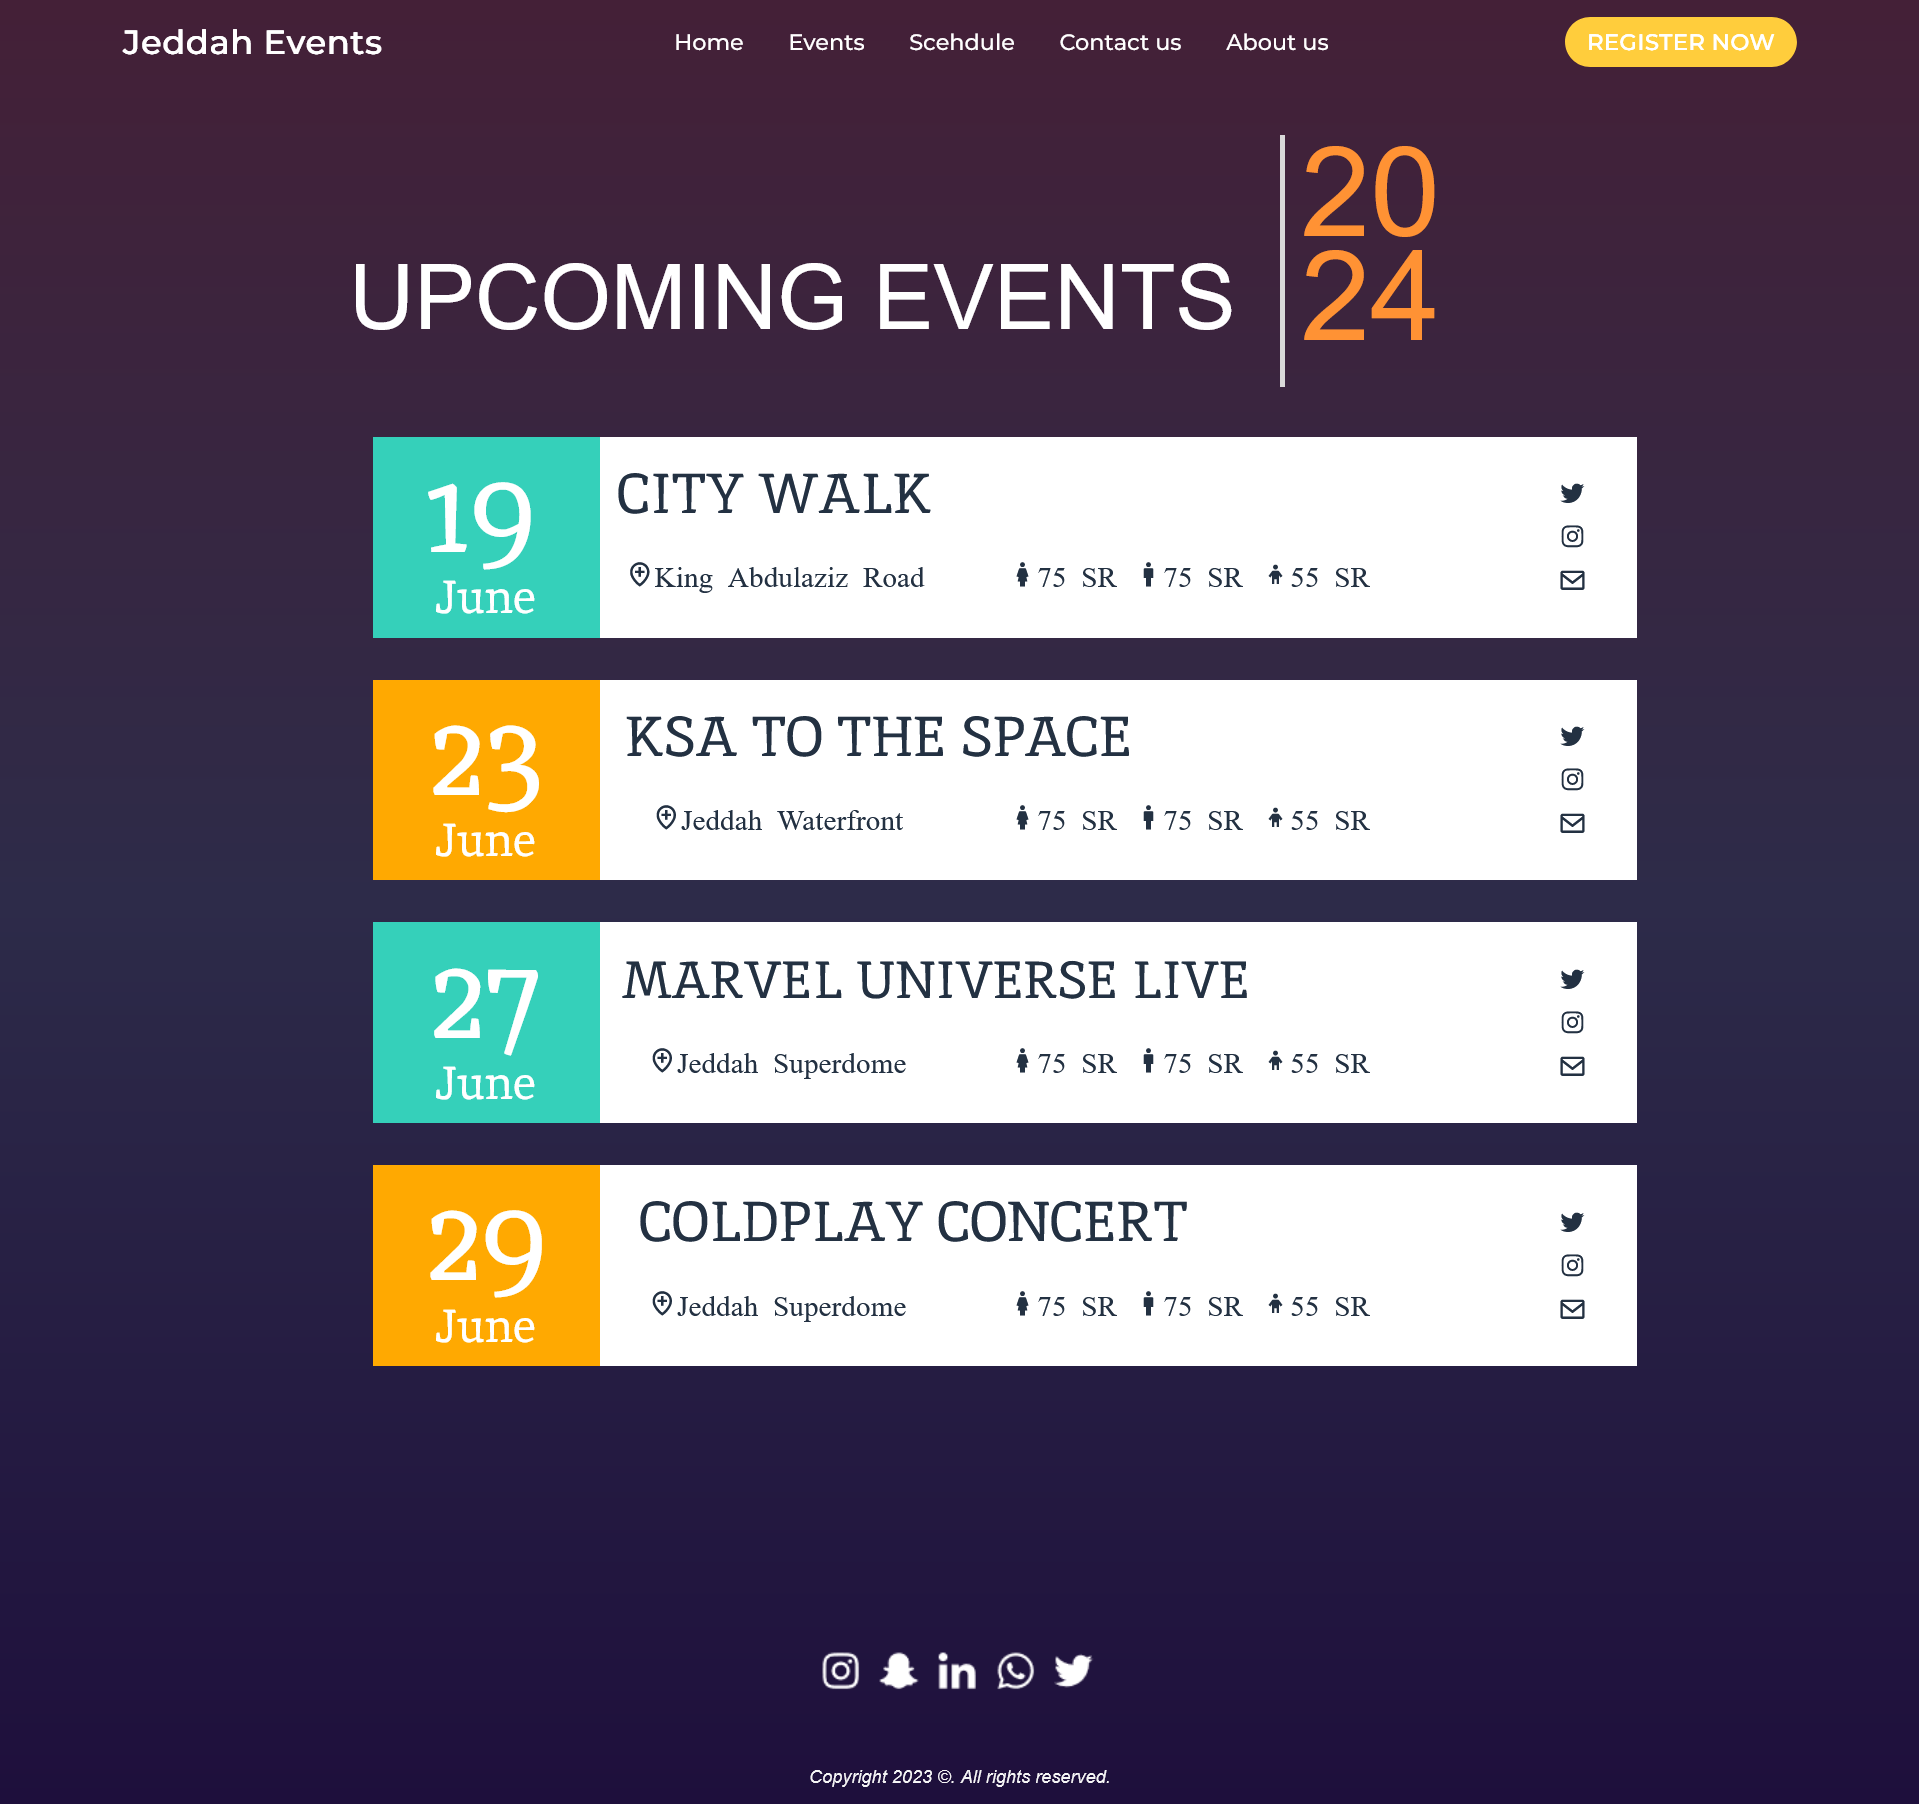 Jeddah Events
Home Events Scehdule Contact us About us
REGISTER NOW
UPCOMING EVENTS
20
24
19
June
CITY WALK
King Abdulaziz Road
75 SR 75 SR 55 SR
23
June
KSA TO THE SPACE
Jeddah Waterfront
75 SR 75 SR 55 SR
27
June
MARVEL UNIVERSE LIVE
Jeddah Superdome
75 SR 75 SR 55 SR
29
June
COLDPLAY CONCERT
Jeddah Superdome
75 SR 75 SR 55 SR
Copyright 2023 ©. All rights reserved.